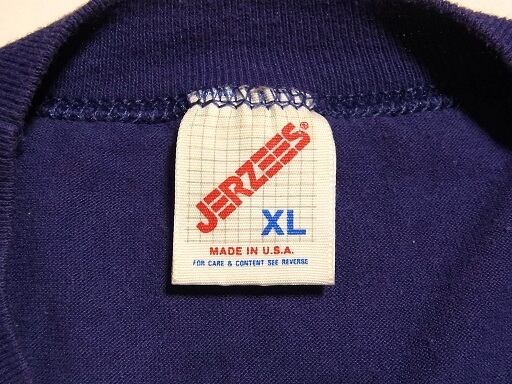 JERZEES®
XL
MADE IN U.S.A.
FOR CARE & CONTENT SEE REVERSE